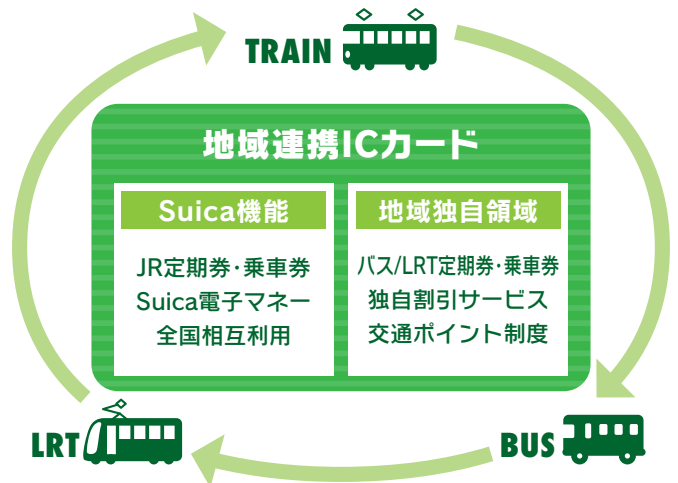 TRAIN
地域連携ICカード
Suica機能
JR定期券・乗車券
Suica電子マネー
全国相互利用
地域独自領域
バス/LRT定期券・乗車券
独自割引サービス
交通ポイント制度
LRT
BUS